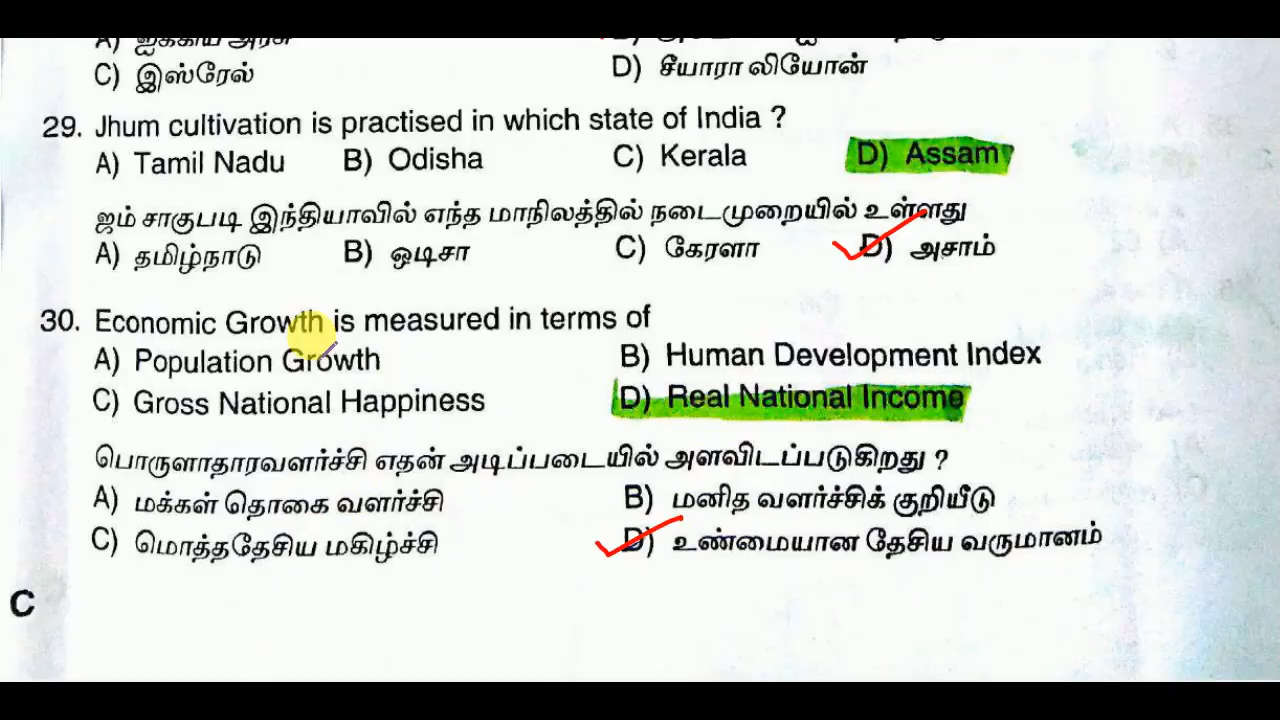 C) இஸ்ரேல் D) சீயாரா லியோன்
29. Jhum cultivation is practised in which state of India ?
A) Tamil Nadu B) Odisha C) Kerala D) Assam
ஜம் சாகுபடி இந்தியாவில் எந்த மாநிலத்தில் நடைமுறையில் உள்ளது
A) தமிழ்நாடு B) ஒடிசா C) கேரளா D) அசாம்
30. Economic Growth is measured in terms of
A) Population Growth B) Human Development Index
C) Gross National Happiness D) Real National Income
பொருளாதாரவளர்ச்சி எதன் அடிப்படையில் அளவிடப்படுகிறது ?
A) மக்கள் தொகை வளர்ச்சி B) மனித வளர்ச்சிக் குறியீடு
C) மொத்ததேசிய மகிழ்ச்சி D) உண்மையான தேசிய வருமானம்
C